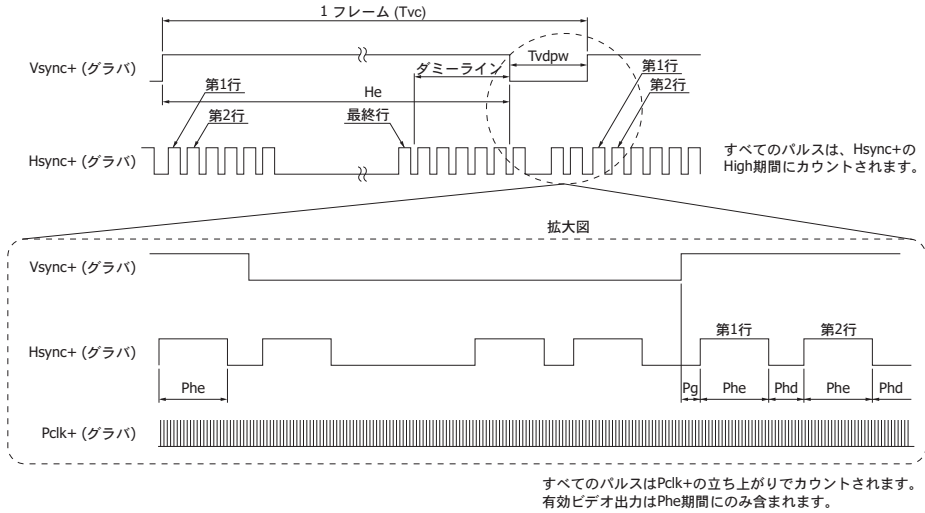 1 フレーム (Tvc)
Vsync+ (グラバ)
Tvdpw
ダミーライン
第1行
第2行
He
第1行
第2行
最終行
Hsync+ (グラバ)
すべてのパルスは、Hsync+の
High期間にカウントされます。
拡大図
Vsync+ (グラバ)
Hsync+ (グラバ)
第1行
第2行
Phe
Pg
Phe
Phd
Phe
Phd
Pclk+ (グラバ)
すべてのパルスはPclk+の立ち上がりでカウントされます。
有効ビデオ出力はPhe期間にのみ含まれます。